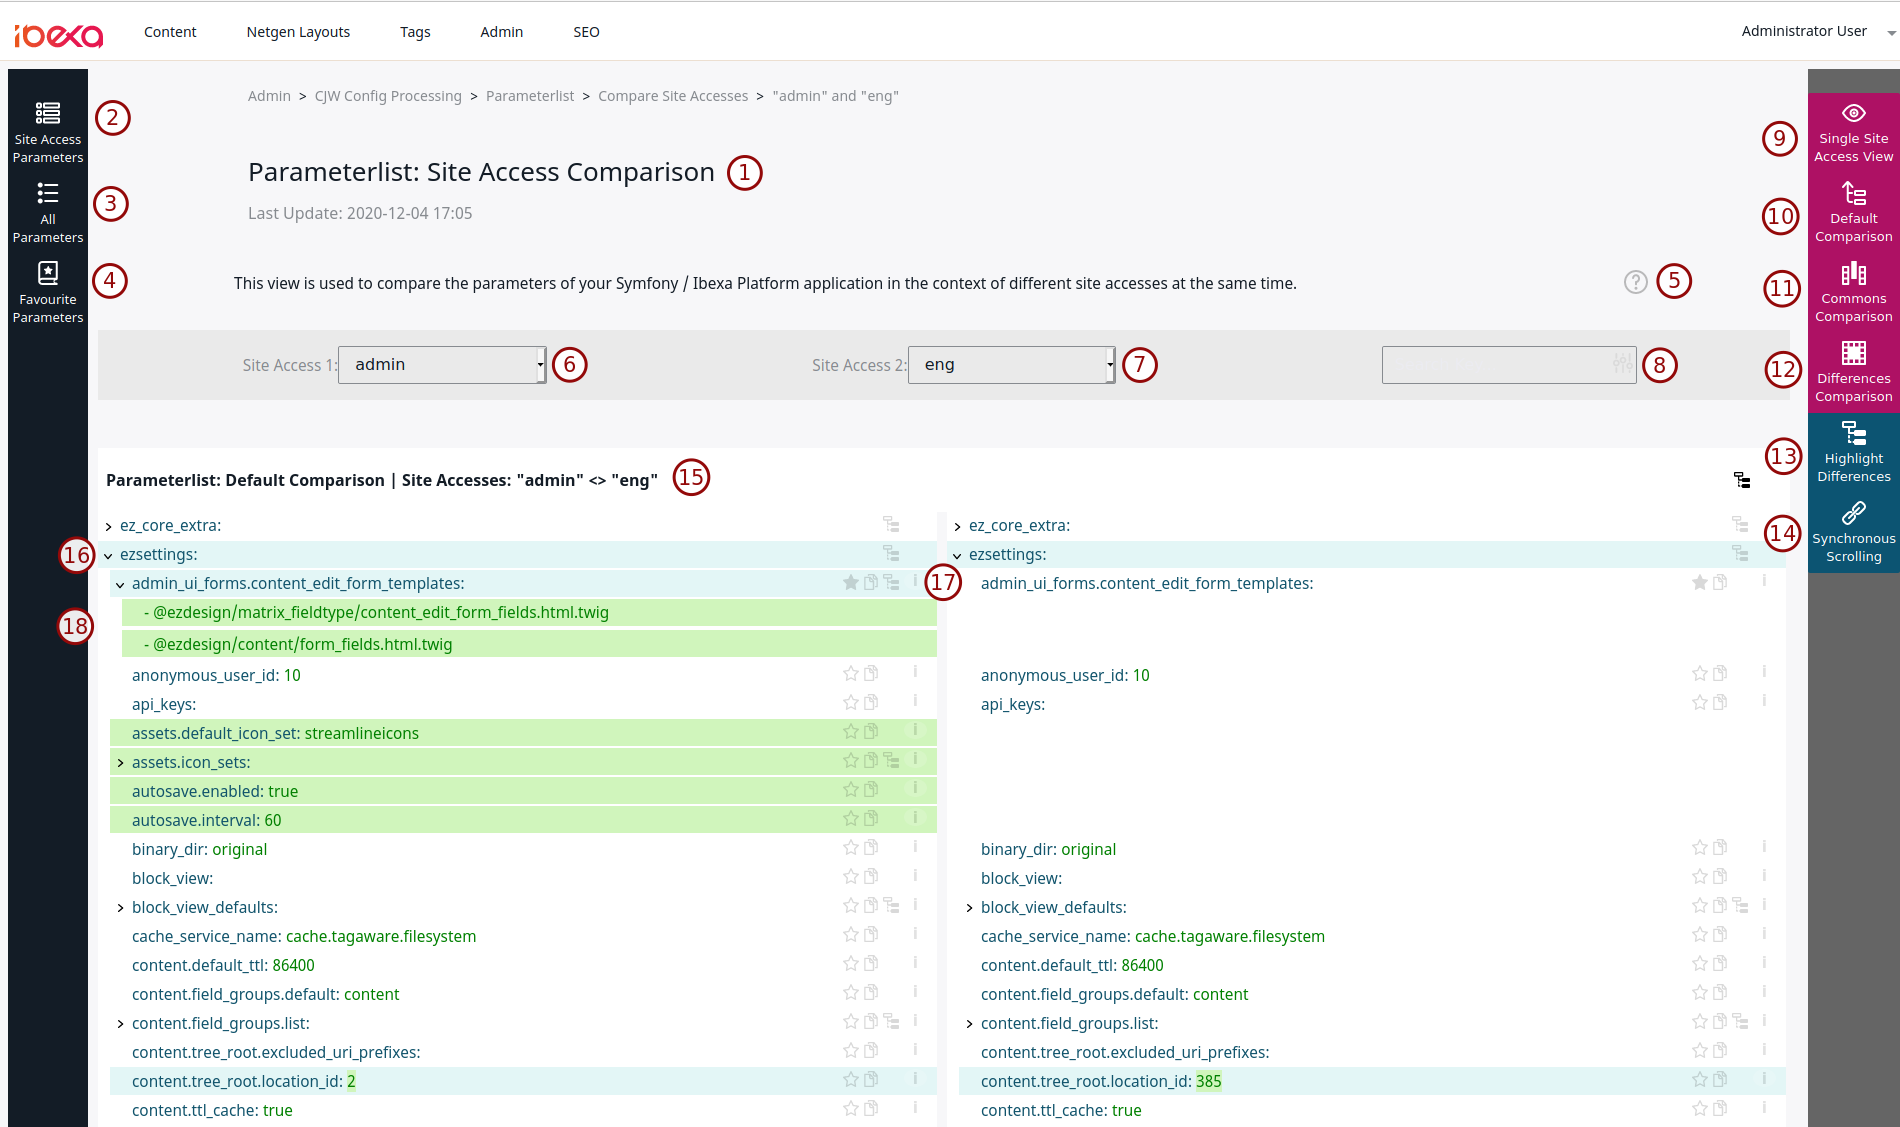 ibexa Content Netgen Layouts Tags Admin SEO Administrator User
Admin > CJW Config Processing > Parameterlist > Compare Site Accesses > "admin" and "eng"
Site Access
Parameters
2
All
Parameters
3
Favourite
Parameters
4
Parameterlist: Site Access Comparison 1
Last Update: 2020-12-04 17:05
This view is used to compare the parameters of your Symfony / Ibexa Platform application in the context of different site accesses at the same time. ? 5
Site Access 1: admin 6 Site Access 2: eng 7 8
9 Single Site
Access View
10 Default
Comparison
11 Commons
Comparison
12 Differences
Comparison
13 Highlight
Differences
14 Synchronous
Scrolling
Parameterlist: Default Comparison | Site Accesses: "admin" <> "eng" 15
ez_core_extra: ez_core_extra:
16 ezsettings: ezsettings:
admin_ui_forms.content_edit_form_templates: i 17 admin_ui_forms.content_edit_form_templates: i
- @ezdesign/matrix_fieldtype/content_edit_form_fields.html.twig
18
- @ezdesign/content/form_fields.html.twig
anonymous_user_id: 10 i anonymous_user_id: 10 i
api_keys: i api_keys: i
assets.default_icon_set: streamlineicons i
assets.icon_sets: i
autosave.enabled: true i
autosave.interval: 60 i
binary_dir: original i binary_dir: original i
block_view: i block_view: i
block_view_defaults: i block_view_defaults: i
cache_service_name: cache.tagaware.filesystem i cache_service_name: cache.tagaware.filesystem i
content.default_ttl: 86400 i content.default_ttl: 86400 i
content.field_groups.default: content i content.field_groups.default: content i
content.field_groups.list: i content.field_groups.list: i
content.tree_root.excluded_uri_prefixes: i content.tree_root.excluded_uri_prefixes: i
content.tree_root.location_id: 2 i content.tree_root.location_id: 385 i
content.ttl_cache: true i content.ttl_cache: true i